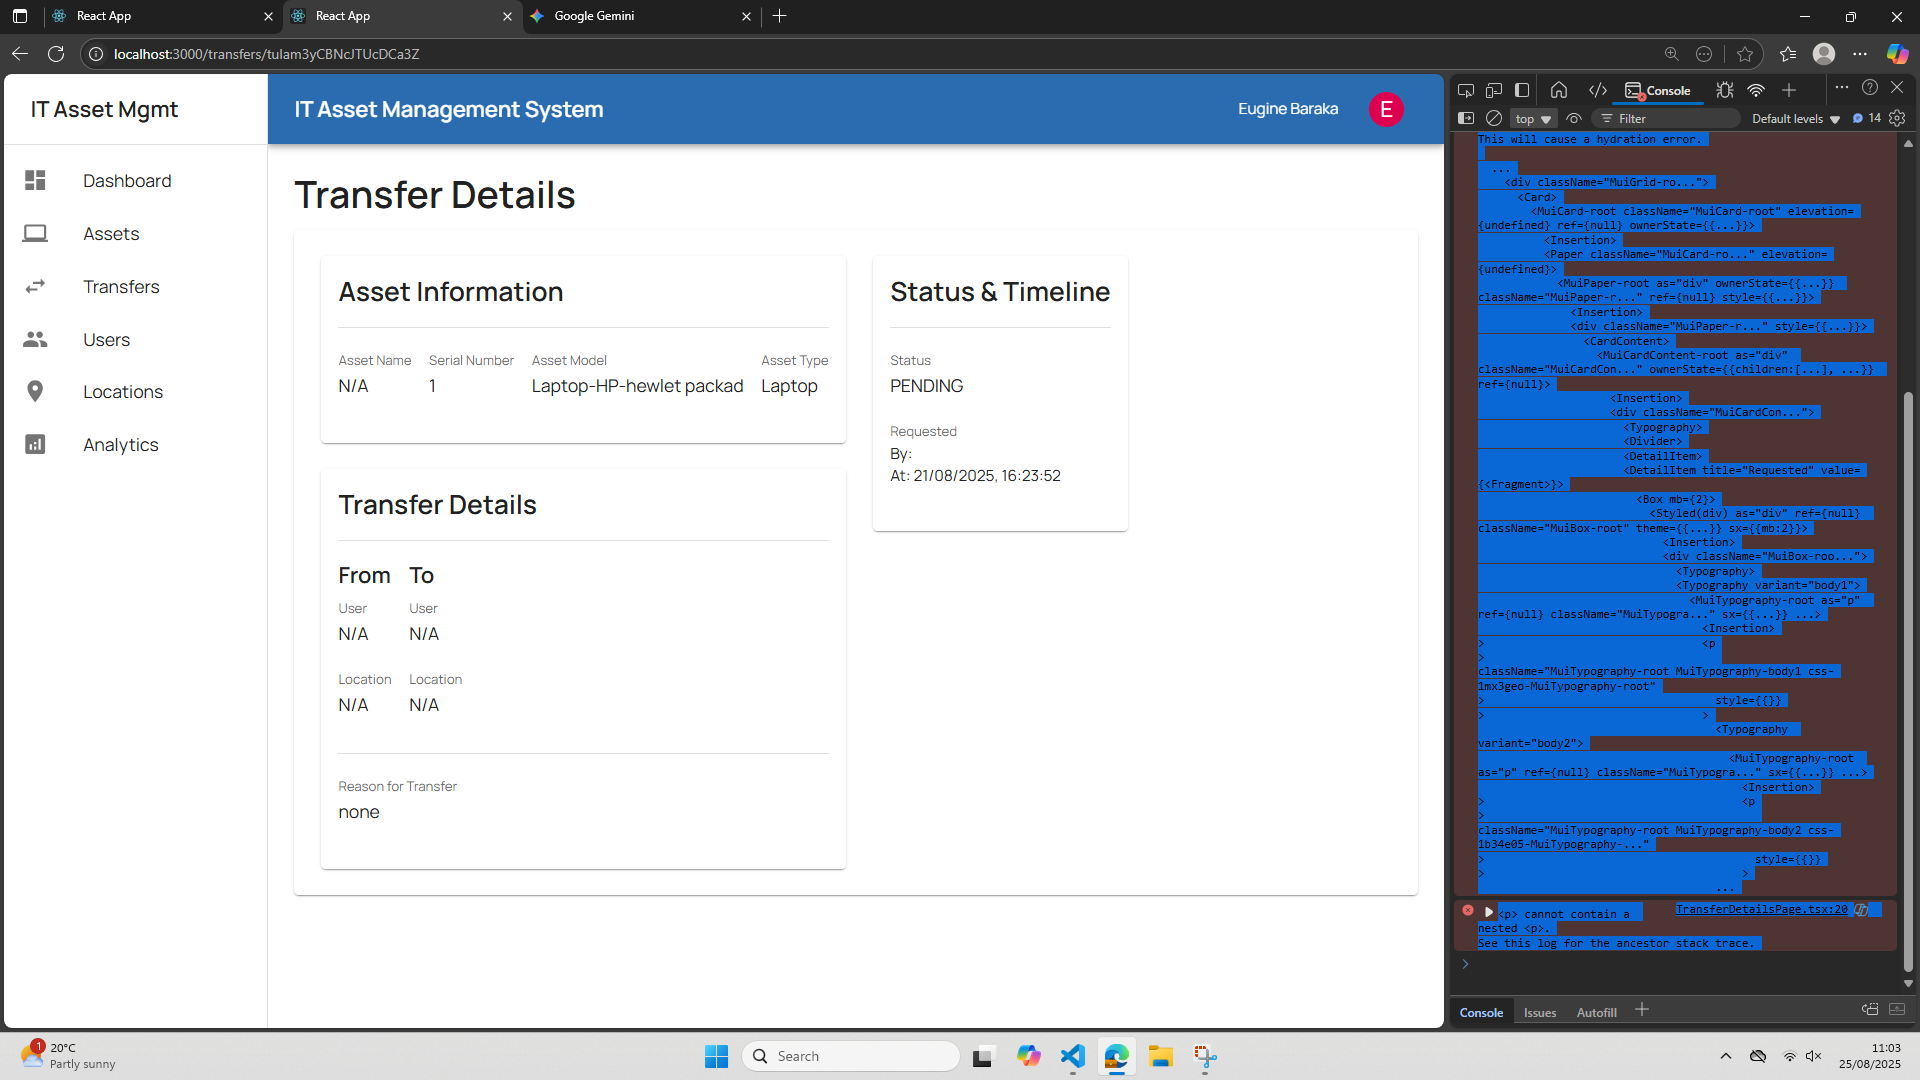 React App
React App
Google Gemini
localhost:3000/transfers/tulam3yCBNcJTUcDCa3Z
IT Asset Mgmt
Dashboard
Assets
Transfers
Users
Locations
Analytics
IT Asset Management System
Eugine Baraka
E
Transfer Details
Asset Information
Asset Name Serial Number Asset Model Asset Type
N/A 1 Laptop-HP-hewlet packad Laptop
Transfer Details
From To
User User
N/A N/A
Location Location
N/A N/A
Reason for Transfer
none
Status & Timeline
Status
PENDING
Requested
By:
At: 21/08/2025, 16:23:52
Console
top
Filter
Default levels
14
This will cause a hydration error.
...
<div className="MuiGrid-ro...">
<Card>
<MuiCard-root className="MuiCard-root" elevation=
{undefined} ref={null} ownerState={{...}}>
<Insertion>
<Paper className="MuiCard-ro..." elevation=
{undefined}>
<MuiPaper-root as="div" ownerState={{...}}
className="MuiPaper-r..." ref={null} style={{...}}>
<Insertion>
<div className="MuiPaper-r..." style={{...}}>
<CardContent>
<MuiCardContent-root as="div"
className="MuiCardCon..." ownerState={{children:[...], ...}}
ref={null}>
<Insertion>
<div className="MuiCardCon...">
<Typography>
<Divider>
<DetailItem>
<DetailItem title="Requested" value=
{<Fragment>}>
<Box mb={2}>
<Styled(div) as="div" ref={null}
className="MuiBox-root" theme={{...}} sx={{mb:2}}>
<Insertion>
<div className="MuiBox-roo...">
<Typography>
<Typography variant="body1">
<MuiTypography-root as="p"
ref={null} className="MuiTypogra..." sx={{...}} ...>
<Insertion>
> <p
>
className="MuiTypography-root MuiTypography-body1 css-
1mx3geo-MuiTypography-root"
> style={{}}
> >
<Typography
variant="body2">
<MuiTypography-root
as="p" ref={null} className="MuiTypogra..." sx={{...}} ...>
<Insertion>
> <p
>
className="MuiTypography-root MuiTypography-body2 css-
1b34e05-MuiTypography-..."
> style={{}}
> >
...
<p> cannot contain a TransferDetailsPage.tsx:20
nested <p>.
See this log for the ancestor stack trace.
>
Console Issues Autofill
1
20°C
Partly sunny
Search
11:03
25/08/2025